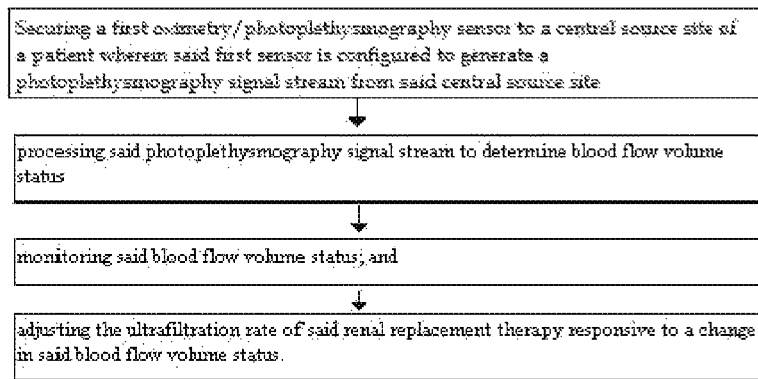 Securing a first oximetry/photoplethysmography sensor to a central source site of
a patient wherein said first sensor is configured to generate a
photoplethysmography signal stream from said central source site
processing said photoplethysmography signal stream to determine blood flow volume
status
monitoring said blood flow volume status; and
adjusting the ultrafiltration rate of said renal replacement therapy responsive to a change
in said blood flow volume status.